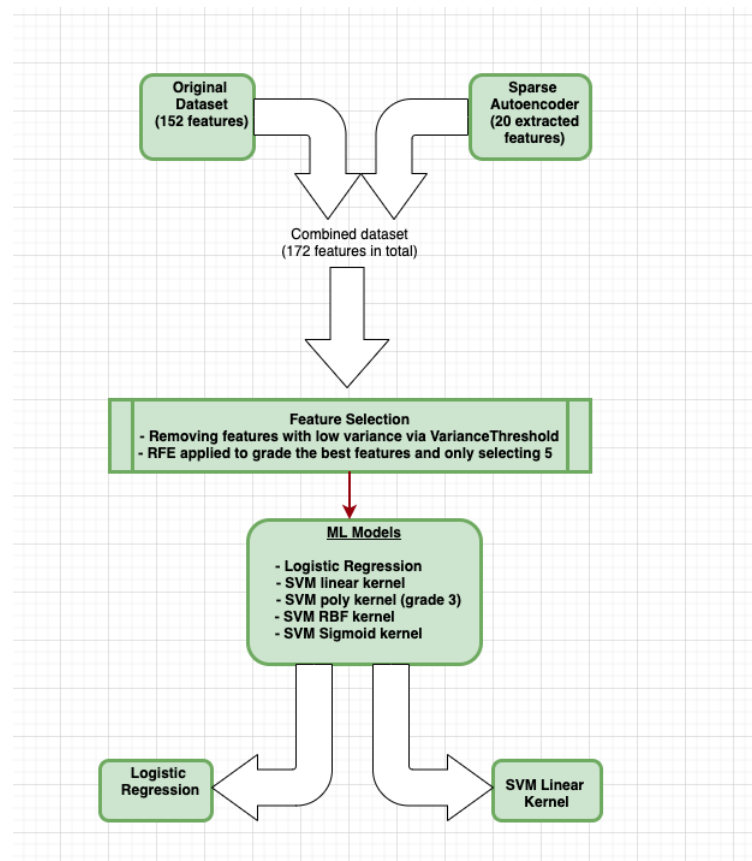 Original
Dataset
(152 features)
Sparse
Autoencoder
(20 extracted
features)
Combined dataset
(172 features in total)
Feature Selection
- Removing features with low variance via VarianceThreshold
- RFE applied to grade the best features and only selecting 5
ML Models
- Logistic Regression
- SVM linear kernel
- SVM poly kernel (grade 3)
- SVM RBF kernel
- SVM Sigmoid kernel
Logistic
Regression
SVM Linear
Kernel